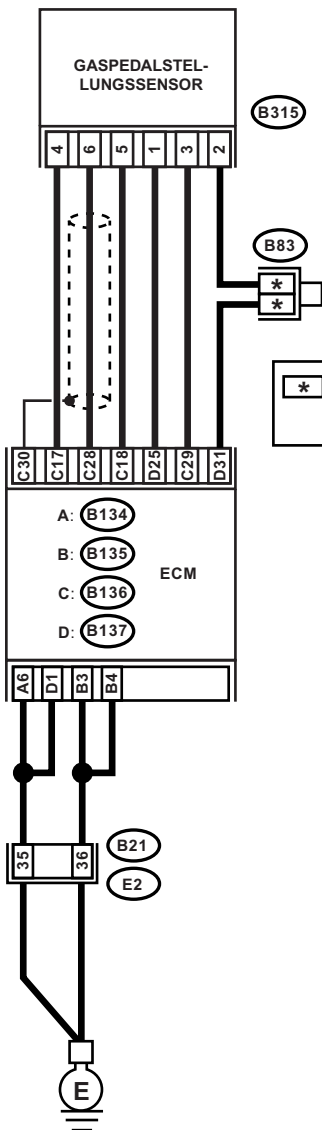 GASPEDALSTEL-
LUNGSSENSOR
B315
4 6 5 1 3 2
B83
*
*
*
C30 C17 C28 C18 D25 C29 D31
A: B134
B: B135
ECM
C: B136
D: B137
A6 D1 B3 B4
B21
35 36
E2
E